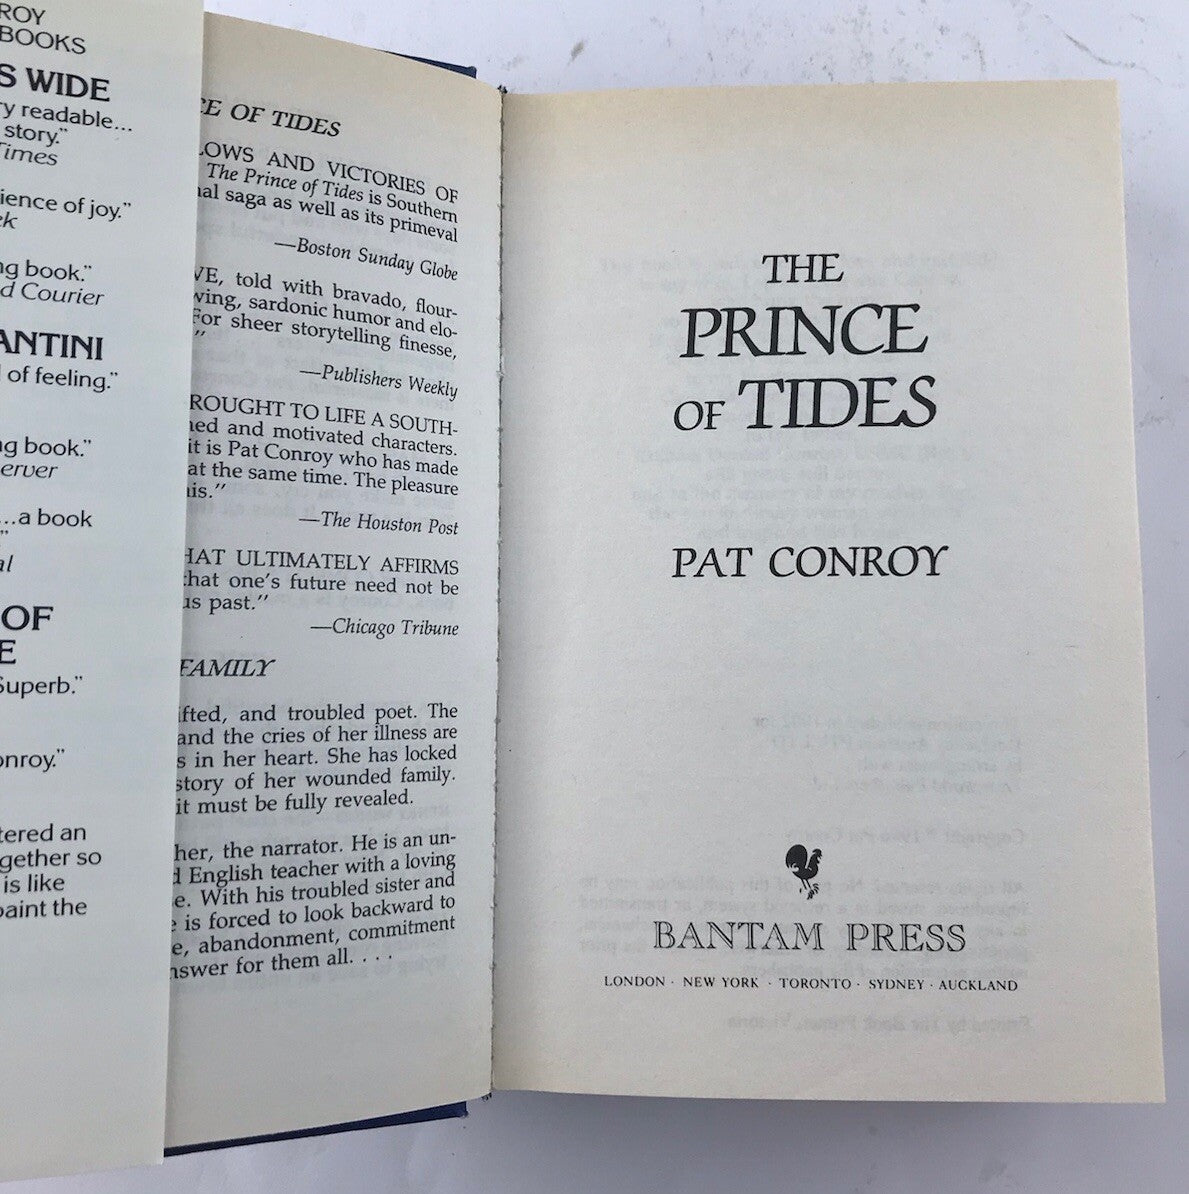 ROY
BOOKS
S WIDE
ry readable...
story."
Times
ience of joy."
ek
ng book."
d Courier
ANTINI
l of feeling."
ng book."
erver
...a book
"
al
OF
E
Superb."
onroy."
tered an
ogether so
is like
paint the
CE OF TIDES
LOWS AND VICTORIES OF
The Prince of Tides is Southern
nal saga as well as its primeval
—Boston Sunday Globe
VE, told with bravado, flour-
wing, sardonic humor and elo-
For sheer storytelling finesse,
"
—Publishers Weekly
ROUGHT TO LIFE A SOUTH-
ned and motivated characters.
it is Pat Conroy who has made
at the same time. The pleasure
his."
—The Houston Post
HAT ULTIMATELY AFFIRMS
that one's future need not be
us past."
—Chicago Tribune
FAMILY
ifted, and troubled poet. The
and the cries of her illness are
s in her heart. She has locked
story of her wounded family.
it must be fully revealed.
her, the narrator. He is an un-
d English teacher with a loving
e. With his troubled sister and
e is forced to look backward to
e, abandonment, commitment
nswer for them all. . . .
THE
PRINCE
OF TIDES
PAT CONROY
BANTAM PRESS
LONDON · NEW YORK · TORONTO · SYDNEY · AUCKLAND